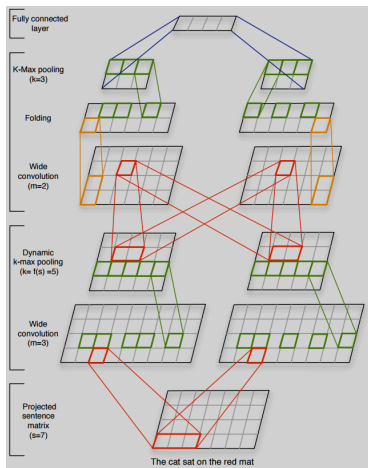 Fully connected
layer
K-Max pooling
(k=3)
Folding
Wide
convolution
(m=2)
Dynamic
k-max pooling
(k= f(s) =5)
Wide
convolution
(m=3)
Projected
sentence
matrix
(s=7)
The cat sat on the red mat